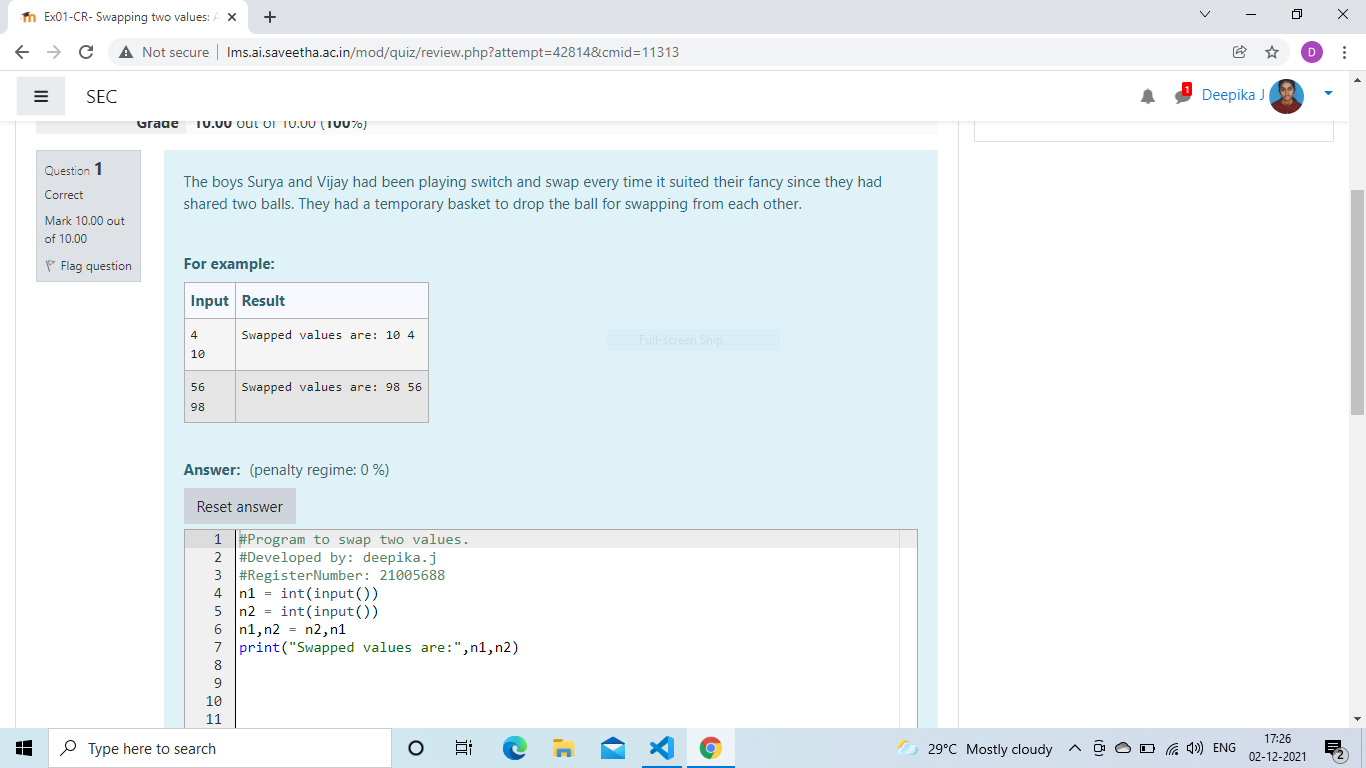 Ex01-CR- Swapping two values:
Not secure lms.ai.saveetha.ac.in/mod/quiz/review.php?attempt=42814&cmid=11313
D
SEC
1
Deepika J
Grade 10.00 out of 10.00 (100%)
Question 1
Correct
Mark 10.00 out
of 10.00
Flag question
The boys Surya and Vijay had been playing switch and swap every time it suited their fancy since they had
shared two balls. They had a temporary basket to drop the ball for swapping from each other.
For example:
Input Result
4 Swapped values are: 10 4
10
Full-screen Snip
56 Swapped values are: 98 56
98
Answer: (penalty regime: 0 %)
Reset answer
1 #Program to swap two values.
2 #Developed by: deepika.j
3 #RegisterNumber: 21005688
4 n1 = int(input())
5 n2 = int(input())
6 n1,n2 = n2,n1
7 print("Swapped values are:",n1,n2)
8
9
10
11
Type here to search
29°C Mostly cloudy
ENG
17:26
02-12-2021
2